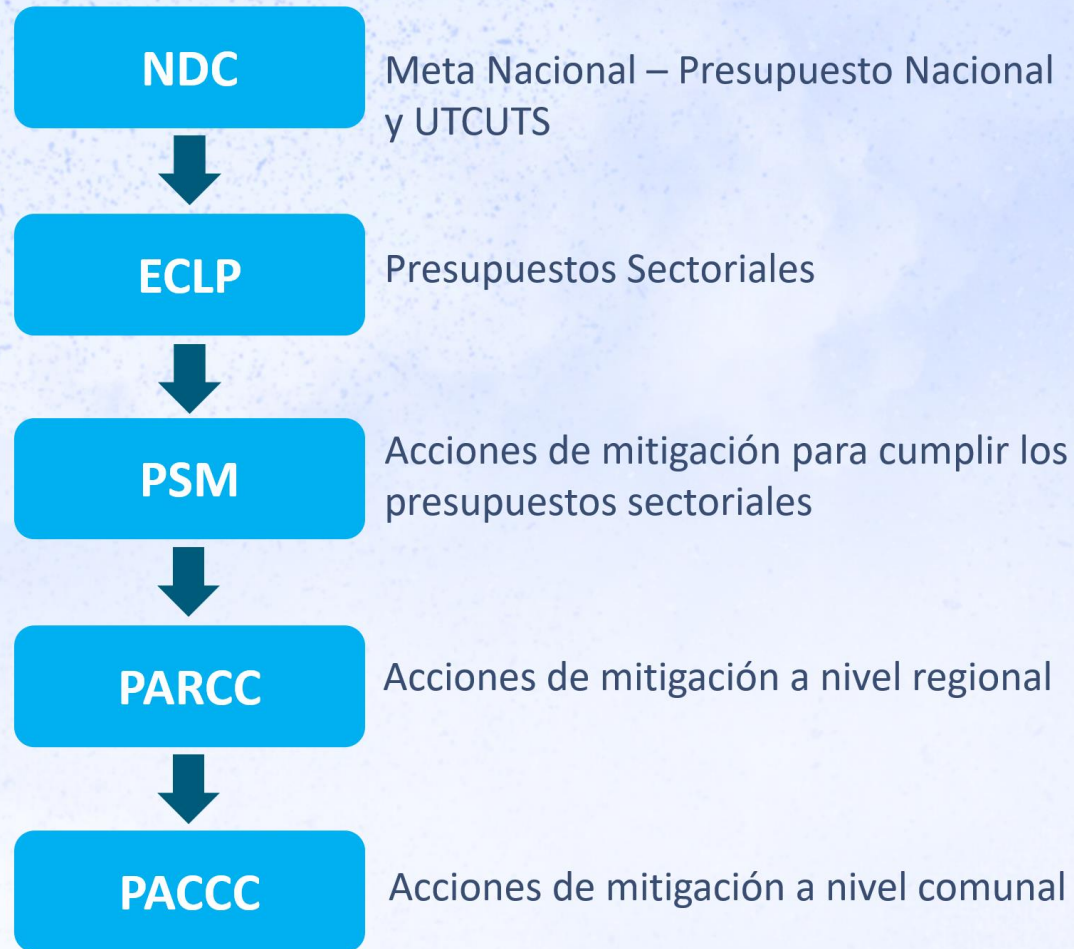 NDC
Meta Nacional – Presupuesto Nacional
y UTCUTS
ECLP
Presupuestos Sectoriales
PSM
Acciones de mitigación para cumplir los
presupuestos sectoriales
PARCC
Acciones de mitigación a nivel regional
PACCC
Acciones de mitigación a nivel comunal